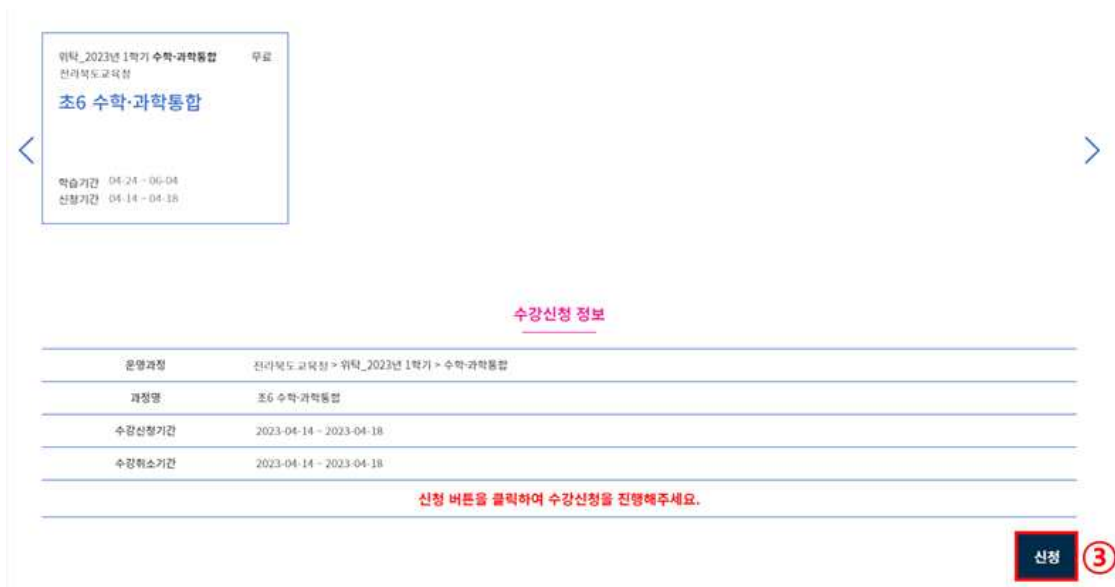 위탁_2023년 1학기 수학·과학통합 무료
전라북도교육청
초6 수학·과학통합
학습기간 04-24 ~ 06-04
신청기간 04-14 ~ 04-18
수강신청 정보
운영과정 전라북도교육청 > 위탁_2023년 1학기 > 수학·과학통합
과정명 초6 수학·과학통합
수강신청기간 2023-04-14 ~ 2023-04-18
수강취소기간 2023-04-14 ~ 2023-04-18
신청 버튼을 클릭하여 수강신청을 진행해주세요.
신청 ③